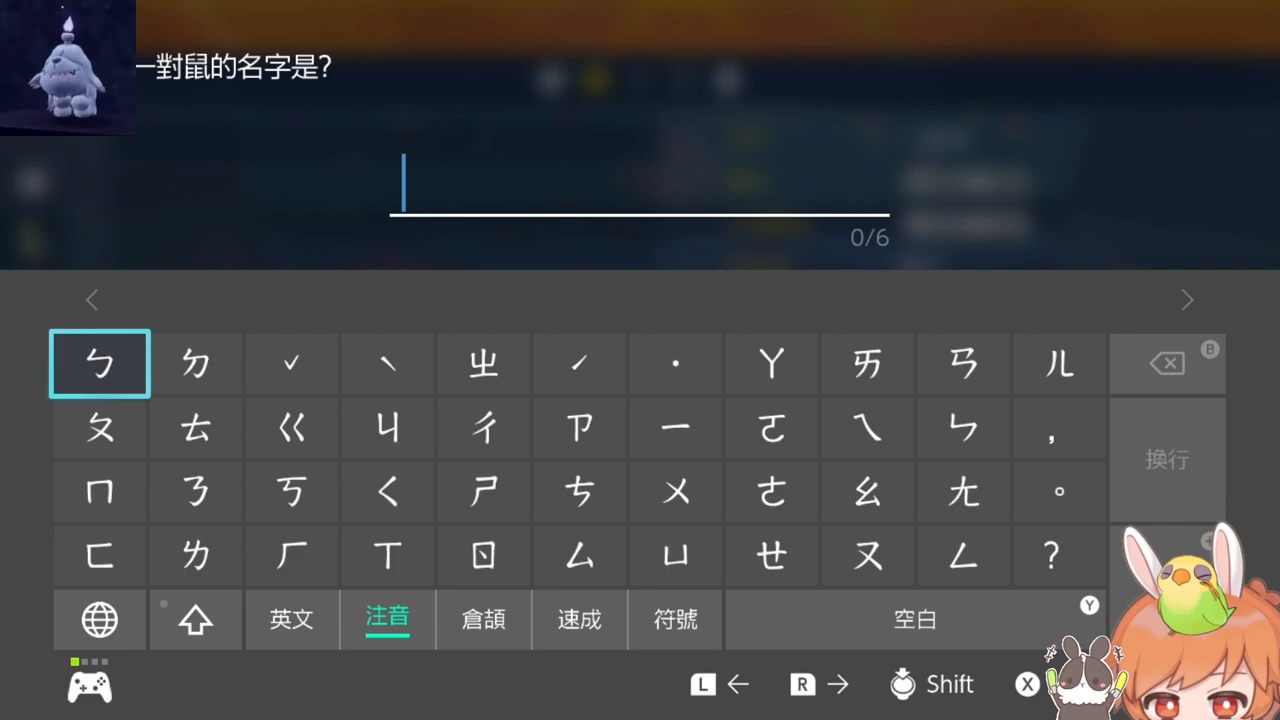 一對鼠的名字是?
0/6
ㄅ ㄉ ˇ ˋ ㄓ ˊ ˙ ㄚ ㄞ ㄢ ㄦ B
ㄆ ㄊ ㄍ ㄐ ㄔ ㄗ ㄧ ㄛ ㄟ ㄣ , 換行
ㄇ ㄋ ㄎ ㄑ ㄕ ㄘ ㄨ ㄜ ㄠ ㄤ 。
ㄈ ㄌ ㄏ ㄒ ㄖ ㄙ ㄩ ㄝ ㄡ ㄥ ?
英文 注音 倉頡 速成 符號 空白 Y
L ← R → Shift X